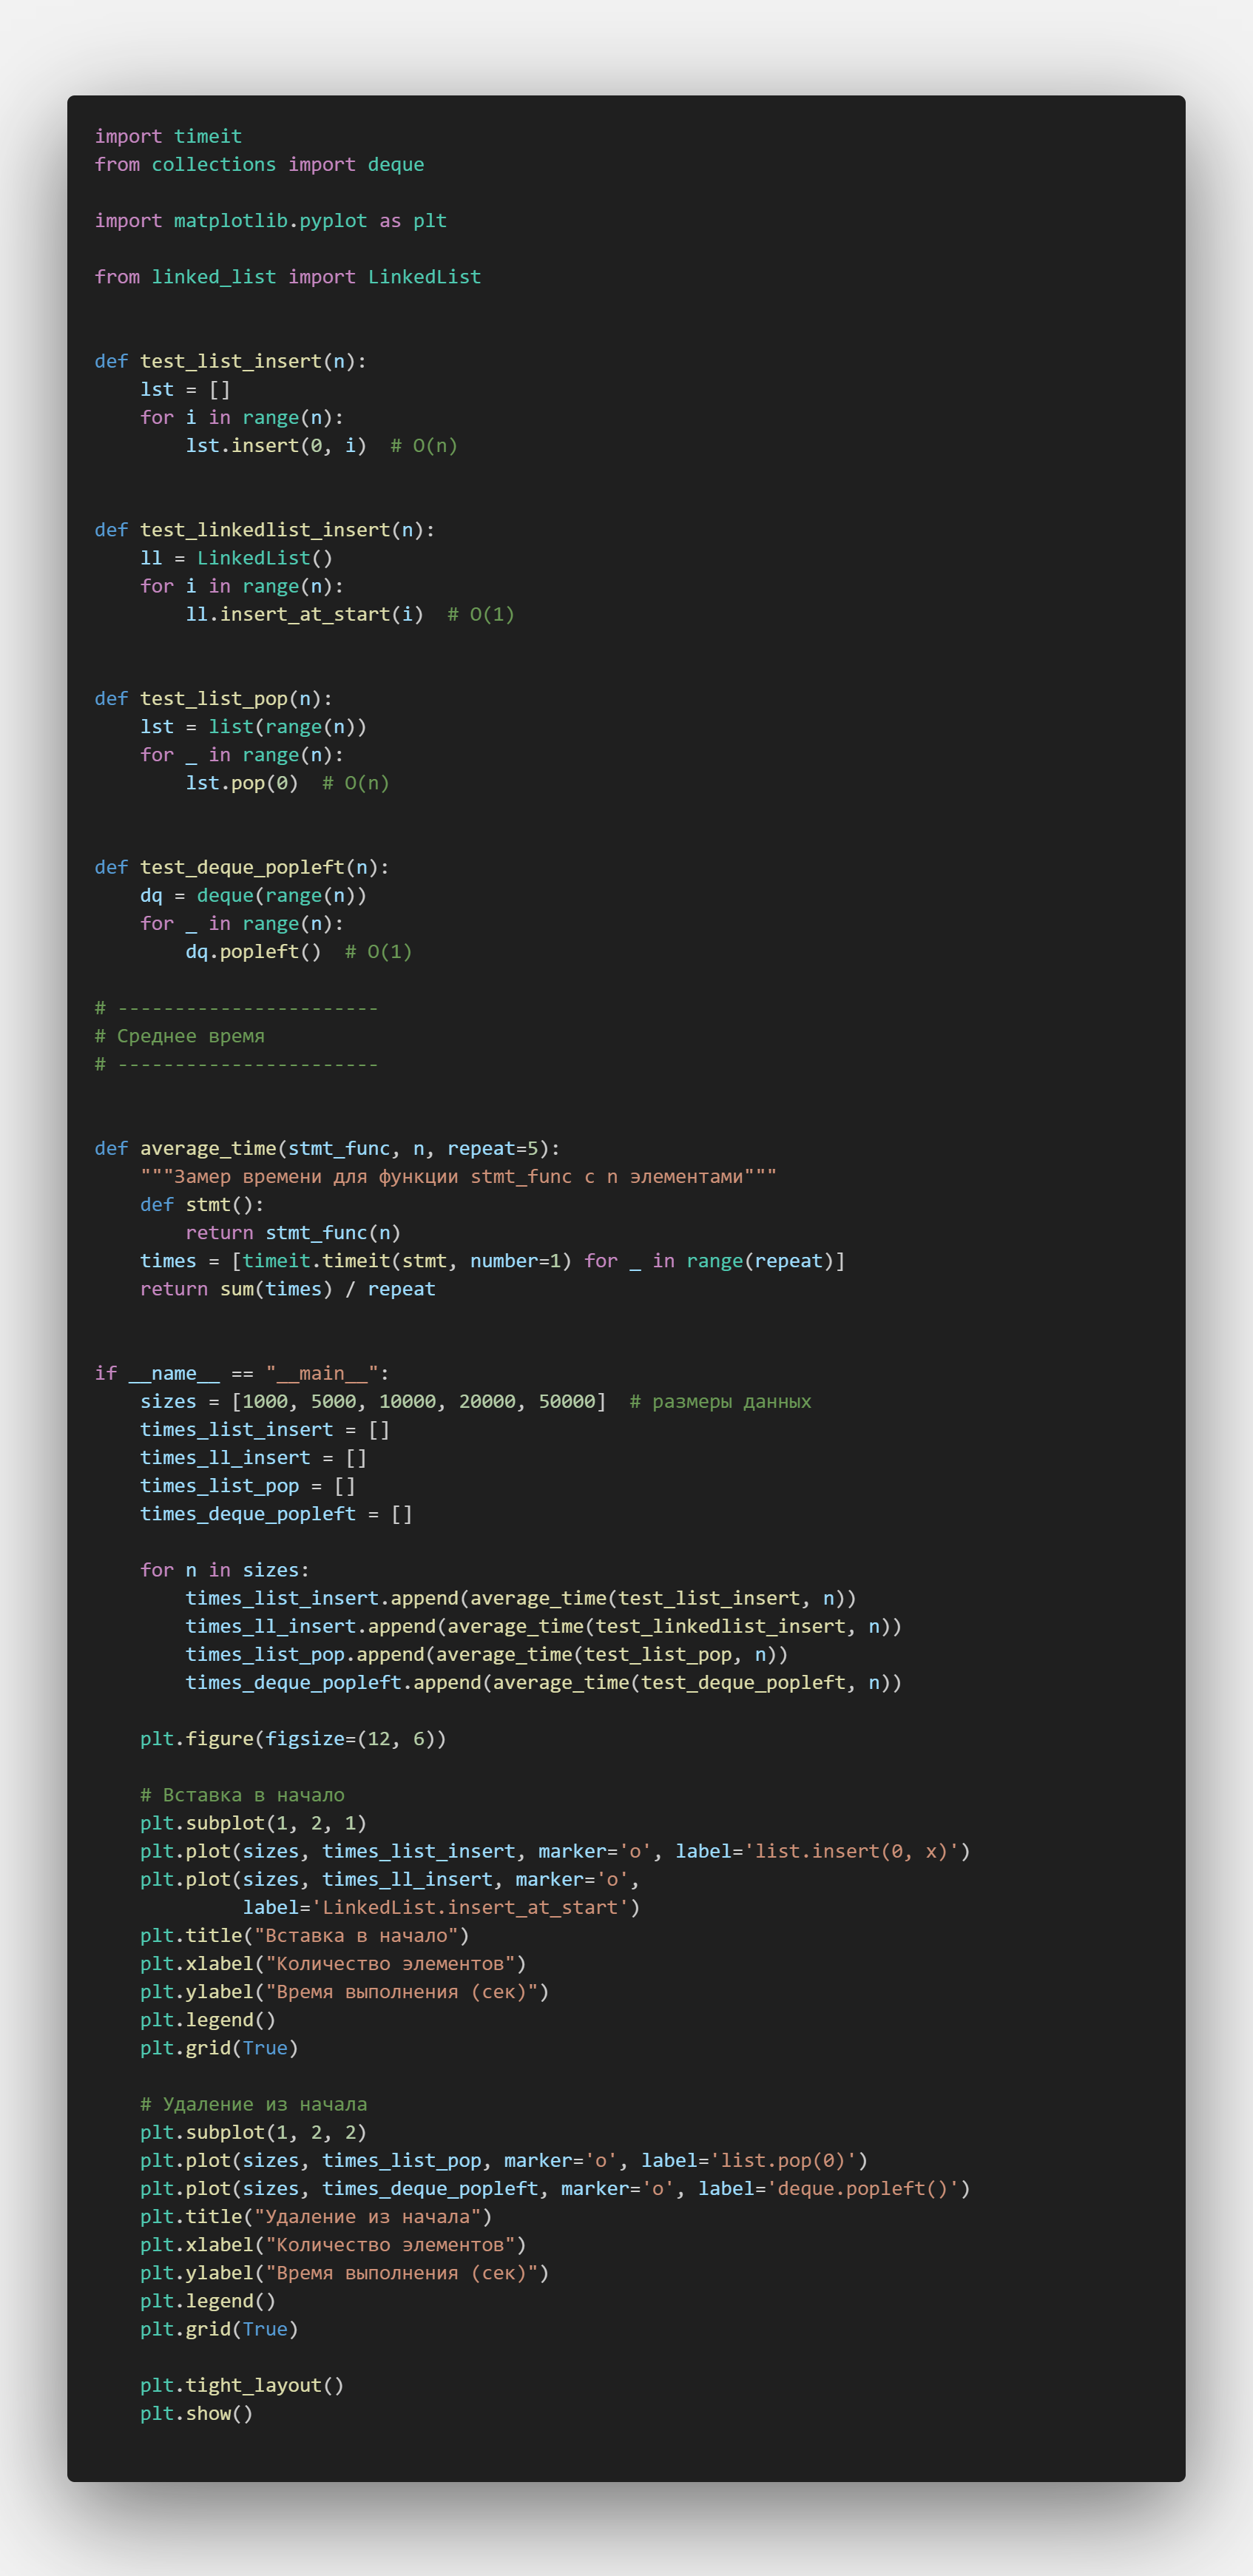 import timeit
from collections import deque

import matplotlib.pyplot as plt

from linked_list import LinkedList


def test_list_insert(n):
    lst = []
    for i in range(n):
        lst.insert(0, i)  # O(n)


def test_linkedlist_insert(n):
    ll = LinkedList()
    for i in range(n):
        ll.insert_at_start(i)  # O(1)


def test_list_pop(n):
    lst = list(range(n))
    for _ in range(n):
        lst.pop(0)  # O(n)


def test_deque_popleft(n):
    dq = deque(range(n))
    for _ in range(n):
        dq.popleft()  # O(1)

# -----------------------
# Среднее время
# -----------------------


def average_time(stmt_func, n, repeat=5):
    """Замер времени для функции stmt_func с n элементами"""
    def stmt():
        return stmt_func(n)
    times = [timeit.timeit(stmt, number=1) for _ in range(repeat)]
    return sum(times) / repeat


if __name__ == "__main__":
    sizes = [1000, 5000, 10000, 20000, 50000]  # размеры данных
    times_list_insert = []
    times_ll_insert = []
    times_list_pop = []
    times_deque_popleft = []

    for n in sizes:
        times_list_insert.append(average_time(test_list_insert, n))
        times_ll_insert.append(average_time(test_linkedlist_insert, n))
        times_list_pop.append(average_time(test_list_pop, n))
        times_deque_popleft.append(average_time(test_deque_popleft, n))

    plt.figure(figsize=(12, 6))

    # Вставка в начало
    plt.subplot(1, 2, 1)
    plt.plot(sizes, times_list_insert, marker='o', label='list.insert(0, x)')
    plt.plot(sizes, times_ll_insert, marker='o',
             label='LinkedList.insert_at_start')
    plt.title("Вставка в начало")
    plt.xlabel("Количество элементов")
    plt.ylabel("Время выполнения (сек)")
    plt.legend()
    plt.grid(True)

    # Удаление из начала
    plt.subplot(1, 2, 2)
    plt.plot(sizes, times_list_pop, marker='o', label='list.pop(0)')
    plt.plot(sizes, times_deque_popleft, marker='o', label='deque.popleft()')
    plt.title("Удаление из начала")
    plt.xlabel("Количество элементов")
    plt.ylabel("Время выполнения (сек)")
    plt.legend()
    plt.grid(True)

    plt.tight_layout()
    plt.show()